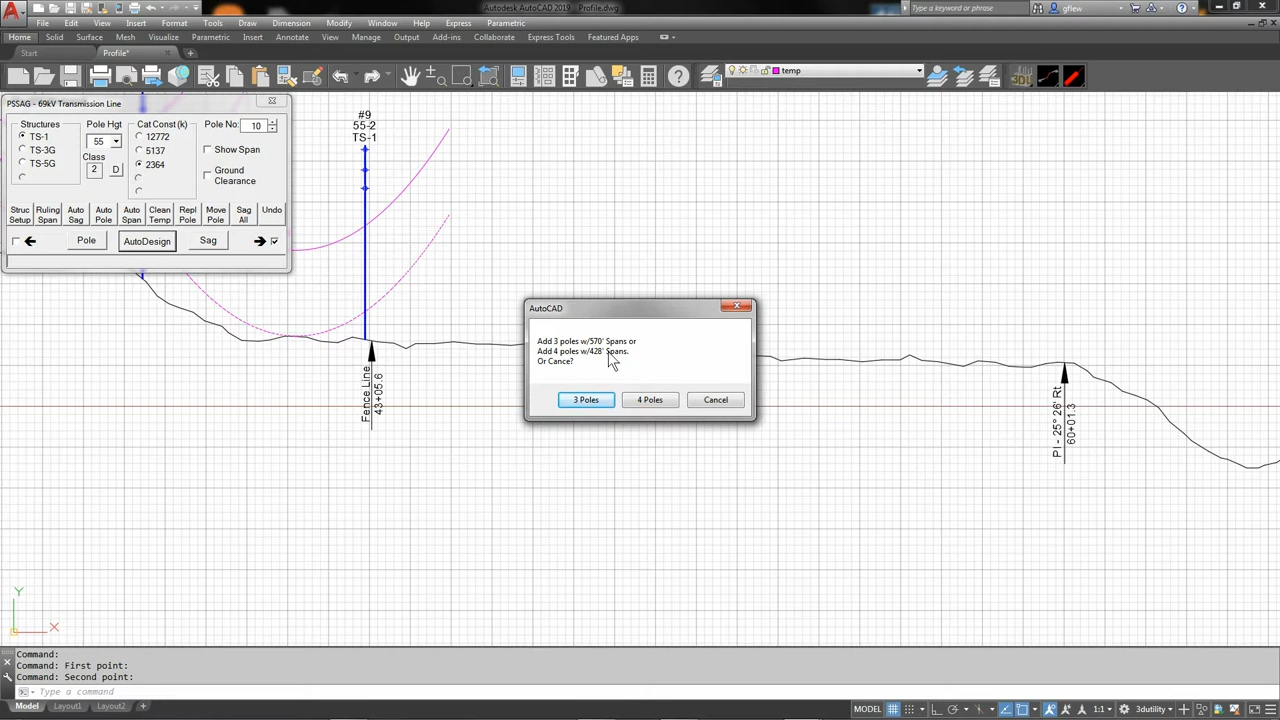 Autodesk AutoCAD 2019 Profile.dwg
Type a keyword or phrase
gflew
File Edit View Insert Format Tools Draw Dimension Modify Window Help Express Parametric
Home Solid Surface Mesh Visualize Parametric Insert Annotate View Manage Output Add-ins Collaborate Express Tools Featured Apps
Start Profile*
temp
PSSAG - 69kV Transmission Line
Structures Pole Hgt Cat Const (k) Pole No: 10
TS-1 55 12772
TS-3G Class 5137 Show Span
TS-5G 2 D 2364 Ground
Clearance
Struc Ruling Auto Auto Auto Clean Repl Move Sag Undo
Setup Span Sag Pole Span Temp Pole Pole All
Pole AutoDesign Sag
#9
55-2
TS-1
AutoCAD
Add 3 poles w/570' Spans or
Add 4 poles w/428' Spans.
Or Cance?
3 Poles 4 Poles Cancel
Fence Line
43+05.6
PI - 25° 26' Rt
60+01.3
Y
X
Command:
Command: First point:
Command: Second point:
Type a command
Model Layout1 Layout2 +
MODEL 1:1 3dutility